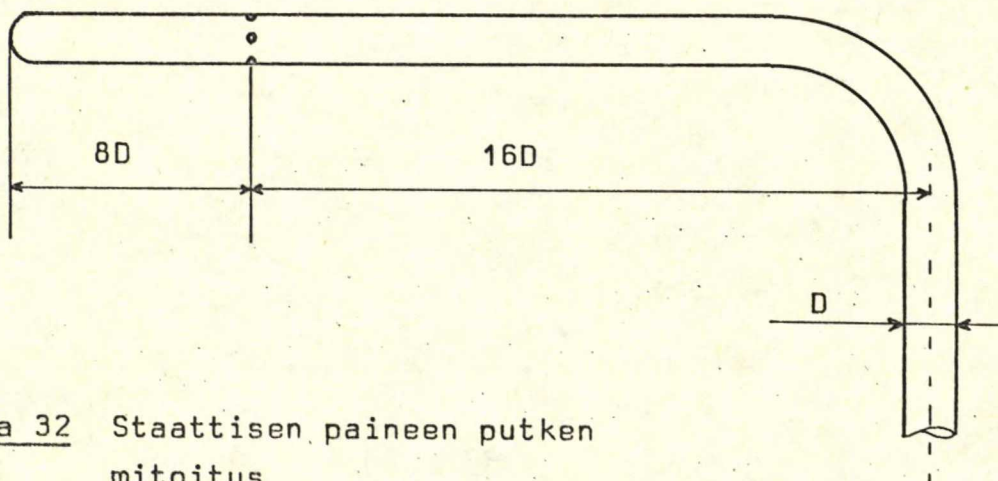 8D
16D
D
a 32 Staattisen paineen putken
mitoitus